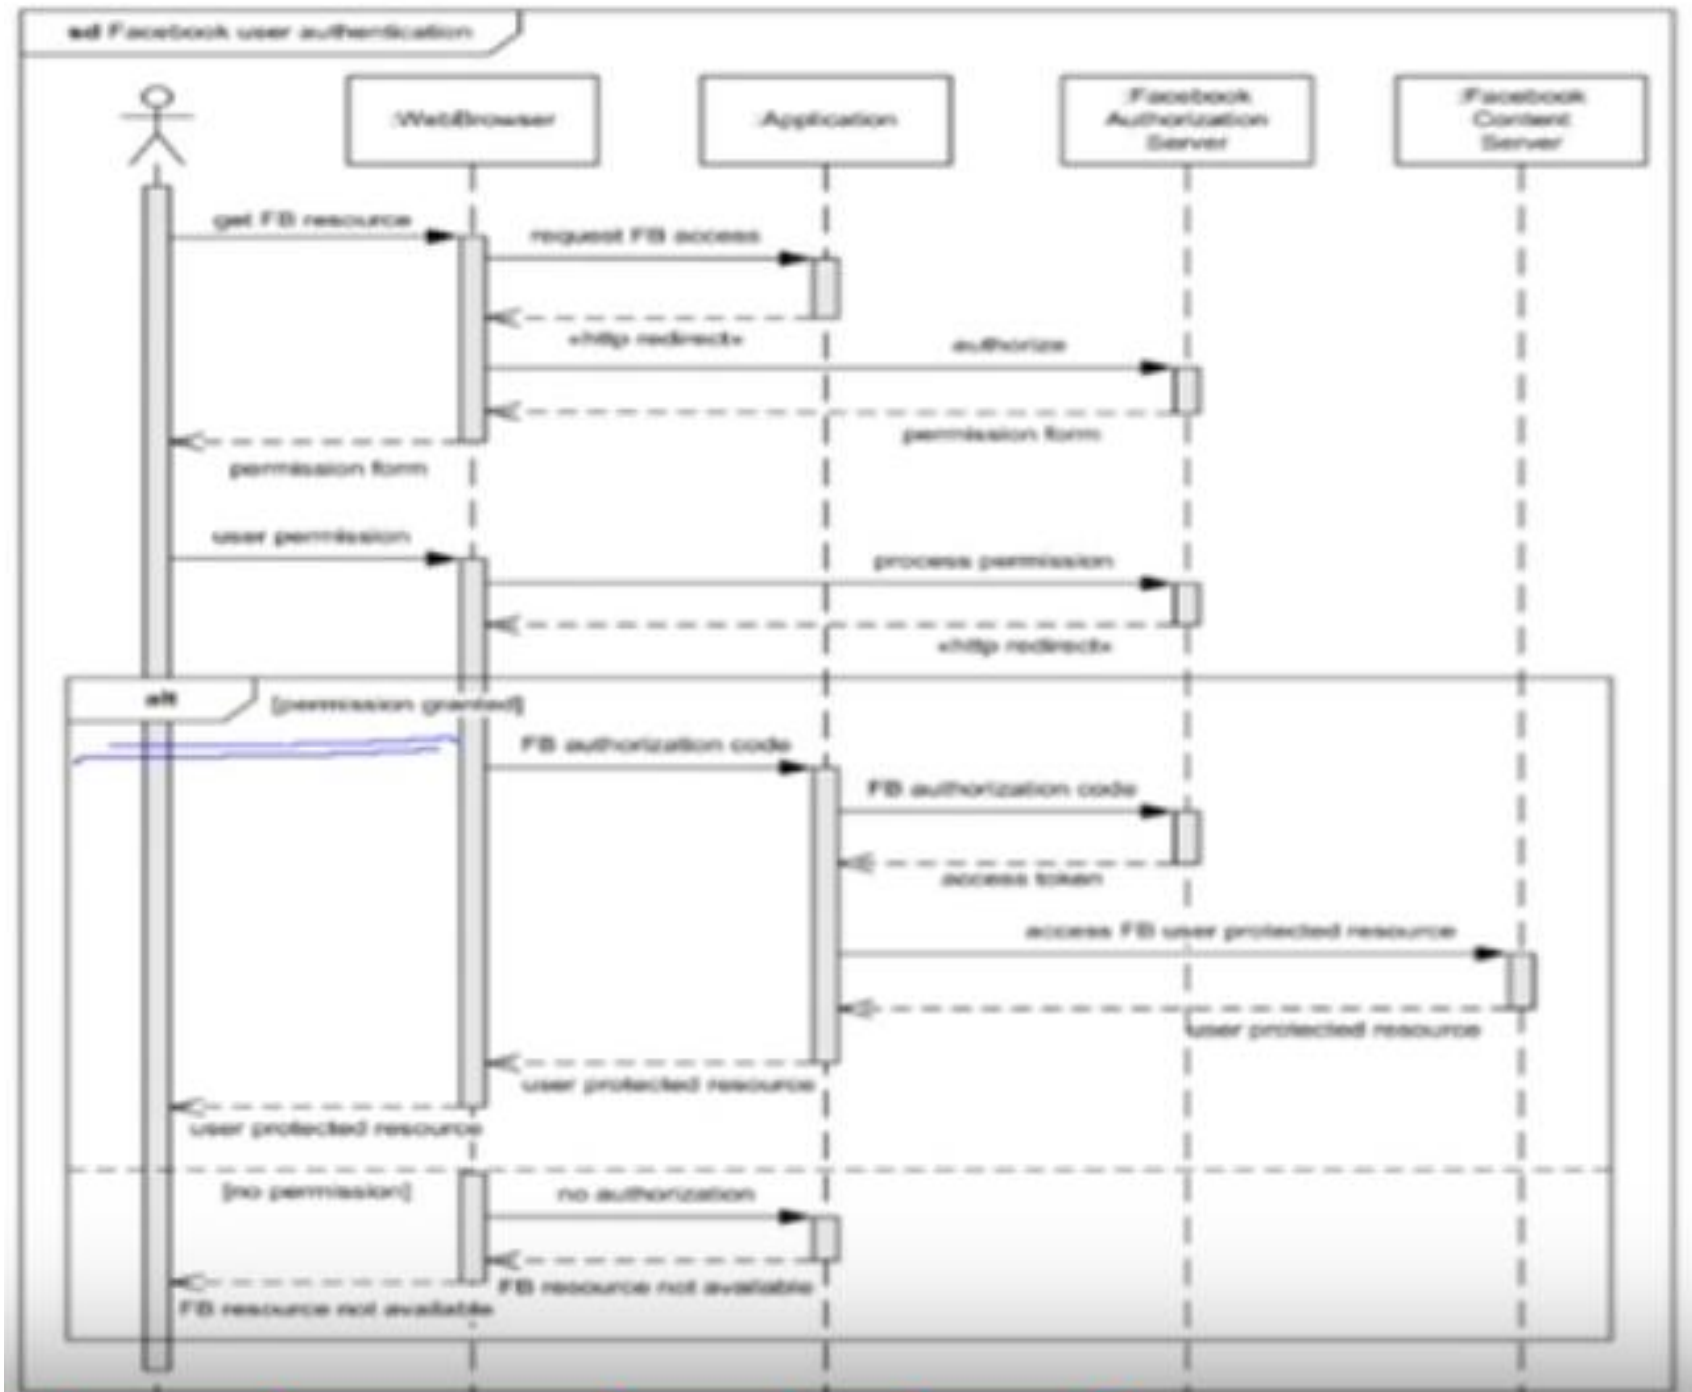 sd Facebook user authentication
:WebBrowser
:Application
:Facebook
Authorization
Server
:Facebook
Content
Server
get FB resource
request FB access
«http redirect»
authorize
permission form
permission form
user permission
process permission
«http redirect»
alt
[permission granted]
FB authorization code
FB authorization code
access token
access FB user protected resource
user protected resource
user protected resource
user protected resource
[no permission]
no authorization
FB resource not available
FB resource not available